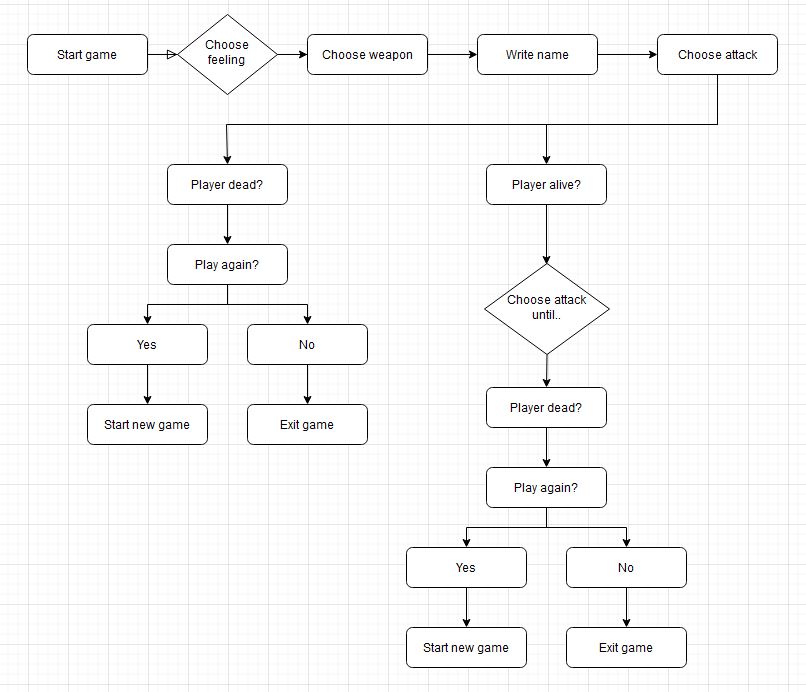 Start game
Choose
feeling
Choose weapon
Write name
Choose attack
Player dead?
Player alive?
Play again?
Choose attack
until..
Yes
No
Start new game
Exit game
Player dead?
Play again?
Yes
No
Start new game
Exit game